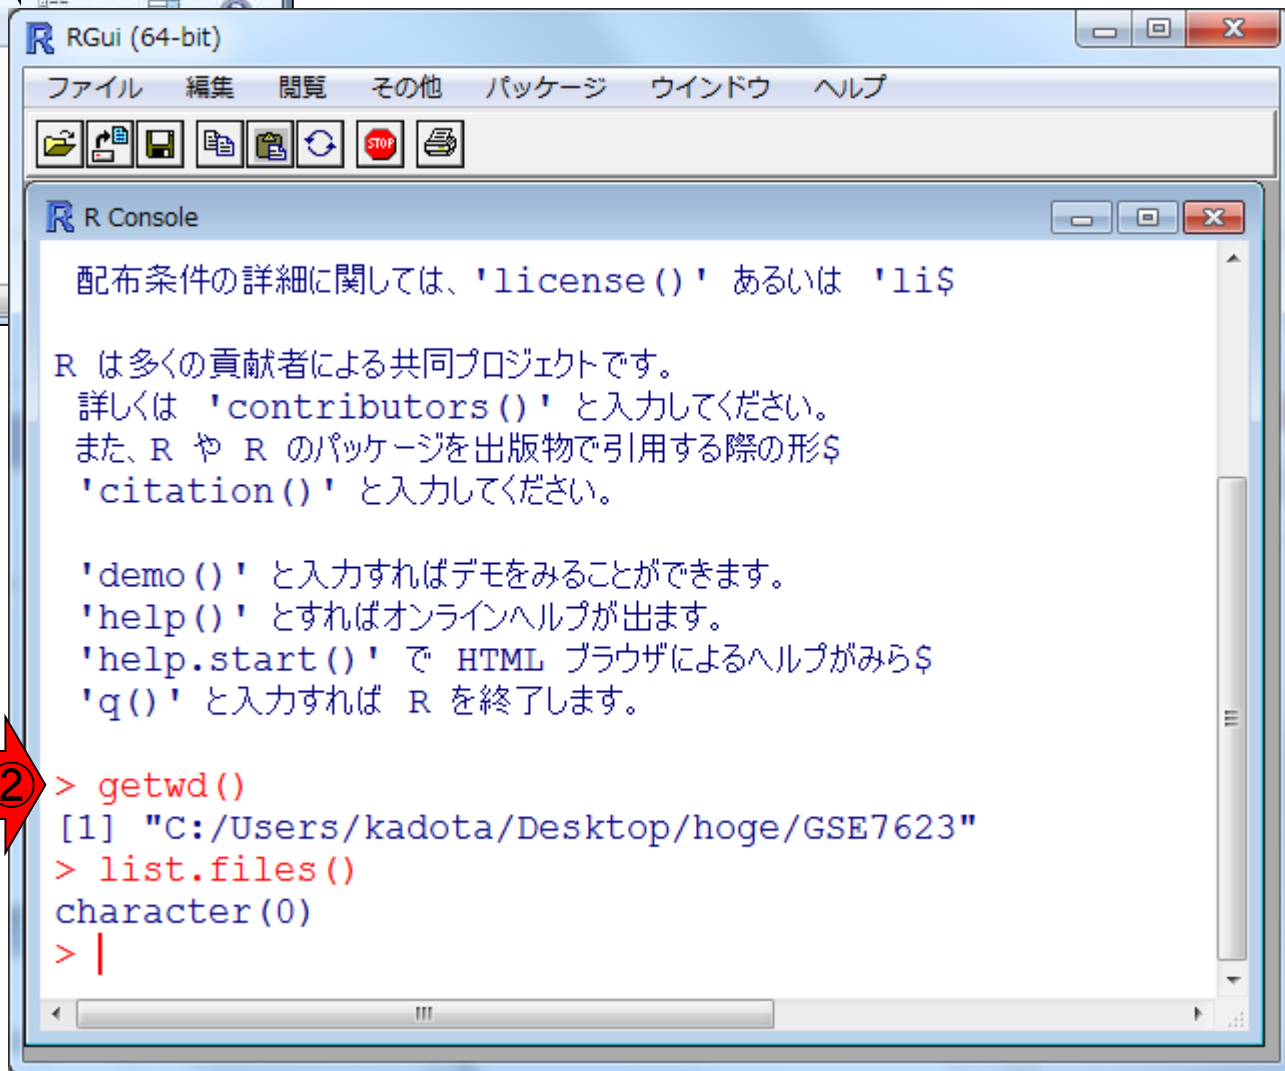 RGui (64-bit)
ファイル 編集 閲覧 その他 パッケージ ウインドウ ヘルプ
STOP
R Console
配布条件の詳細に関しては、'license()' あるいは 'li$
R は多くの貢献者による共同プロジェクトです。
詳しくは 'contributors()' と入力してください。
また、R や R のパッケージを出版物で引用する際の形$
'citation()' と入力してください。
'demo()' と入力すればデモをみることができます。
'help()' とすればオンラインヘルプが出ます。
'help.start()' で HTML ブラウザによるヘルプがみら$
'q()' と入力すれば R を終了します。
②
> getwd()
[1] "C:/Users/kadota/Desktop/hoge/GSE7623"
> list.files()
character(0)
>